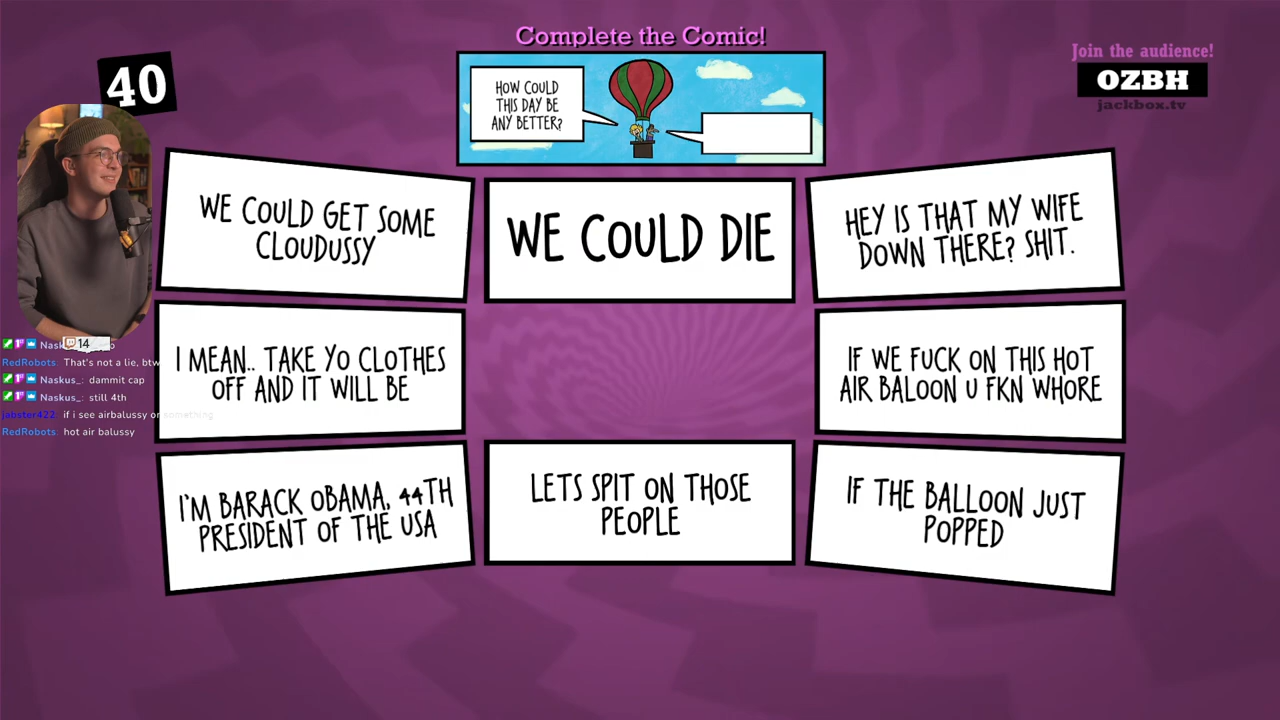 Complete the Comic!
Join the audience!
OZBH
jackbox.tv
40
HOW COULD
THIS DAY BE
ANY BETTER?
WE COULD GET SOME
CLOUDUSSY
WE COULD DIE
HEY IS THAT MY WIFE
DOWN THERE? SHIT.
I MEAN.. TAKE YO CLOTHES
OFF AND IT WILL BE
IF WE FUCK ON THIS HOT
AIR BALOON U FKN WHORE
I'M BARACK OBAMA, 44TH
PRESIDENT OF THE USA
LETS SPIT ON THOSE
PEOPLE
IF THE BALLOON JUST
POPPED
14
RedRobots: That's not a lie, btw
Naskus_: dammit cap
Naskus_: still 4th
jabster422: if i see airbalussy or something
RedRobots: hot air balussy